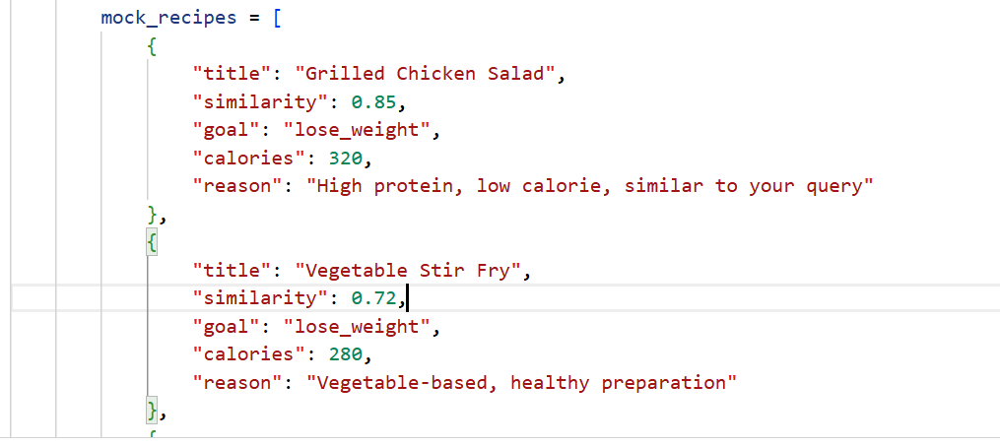 mock_recipes = [
{
"title": "Grilled Chicken Salad",
"similarity": 0.85,
"goal": "lose_weight",
"calories": 320,
"reason": "High protein, low calorie, similar to your query"
},
{
"title": "Vegetable Stir Fry",
"similarity": 0.72,
"goal": "lose_weight",
"calories": 280,
"reason": "Vegetable-based, healthy preparation"
},
{